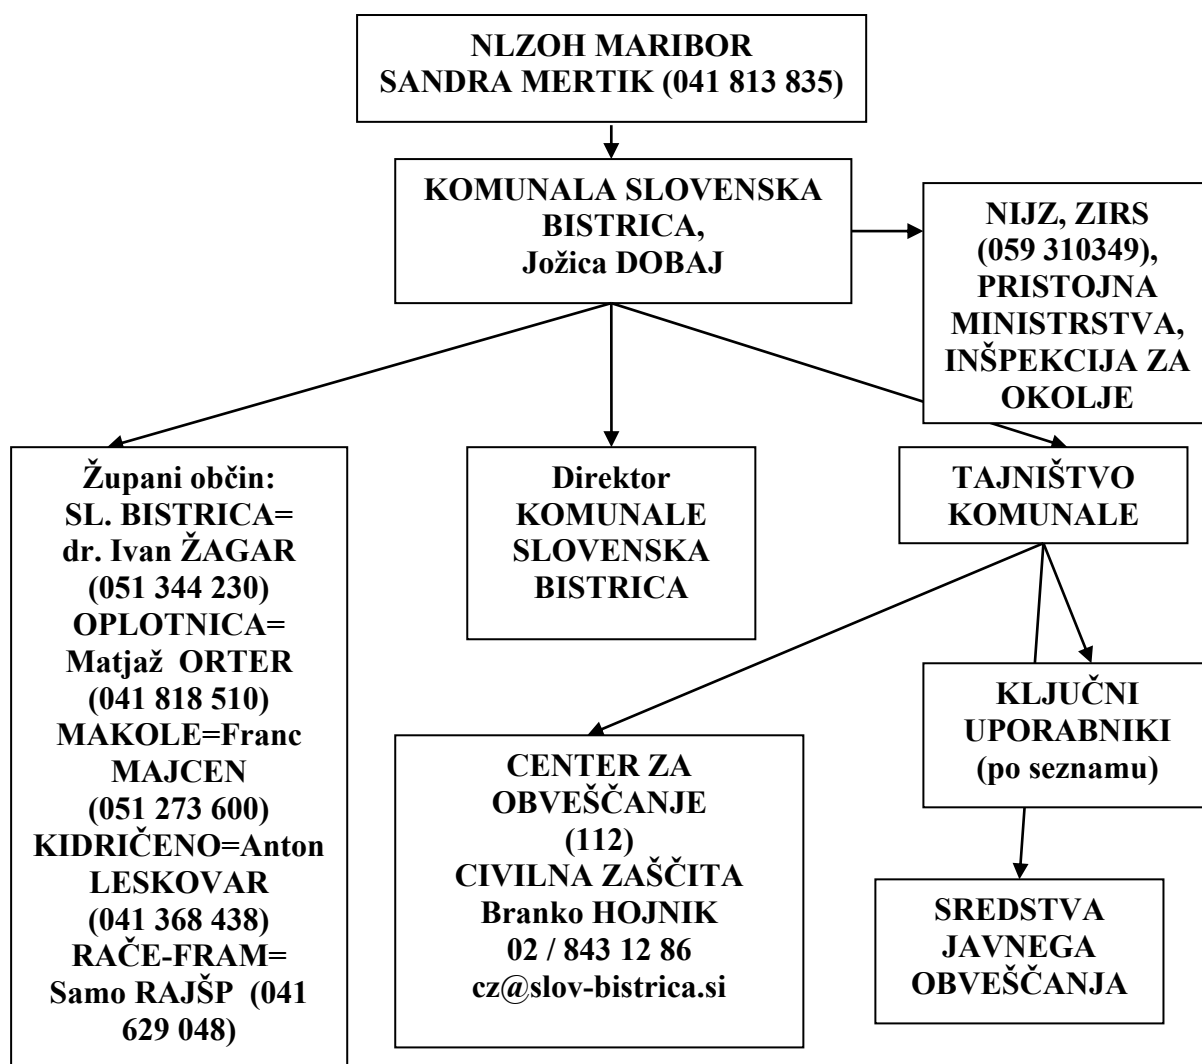 NLZOH MARIBOR
SANDRA MERTIK (041 813 835)
KOMUNALA SLOVENSKA
BISTRICA,
Jožica DOBAJ
NIJZ, ZIRS
(059 310349),
PRISTOJNA
MINISTRSTVA,
INŠPEKCIJA ZA
OKOLJE
Župani občin:
SL. BISTRICA=
dr. Ivan ŽAGAR
(051 344 230)
OPLOTNICA=
Matjaž ORTER
(041 818 510)
MAKOLE=Franc
MAJCEN
(051 273 600)
KIDRIČENO=Anton
LESKOVAR
(041 368 438)
RAČE-FRAM=
Samo RAJŠP (041
629 048)
Direktor
KOMUNALE
SLOVENSKA
BISTRICA
TAJNIŠTVO
KOMUNALE
CENTER ZA
OBVEŠČANJE
(112)
CIVILNA ZAŠČITA
Branko HOJNIK
02 / 843 12 86
cz@slov-bistrica.si
KLJUČNI
UPORABNIKI
(po seznamu)
SREDSTVA
JAVNEGA
OBVEŠČANJA